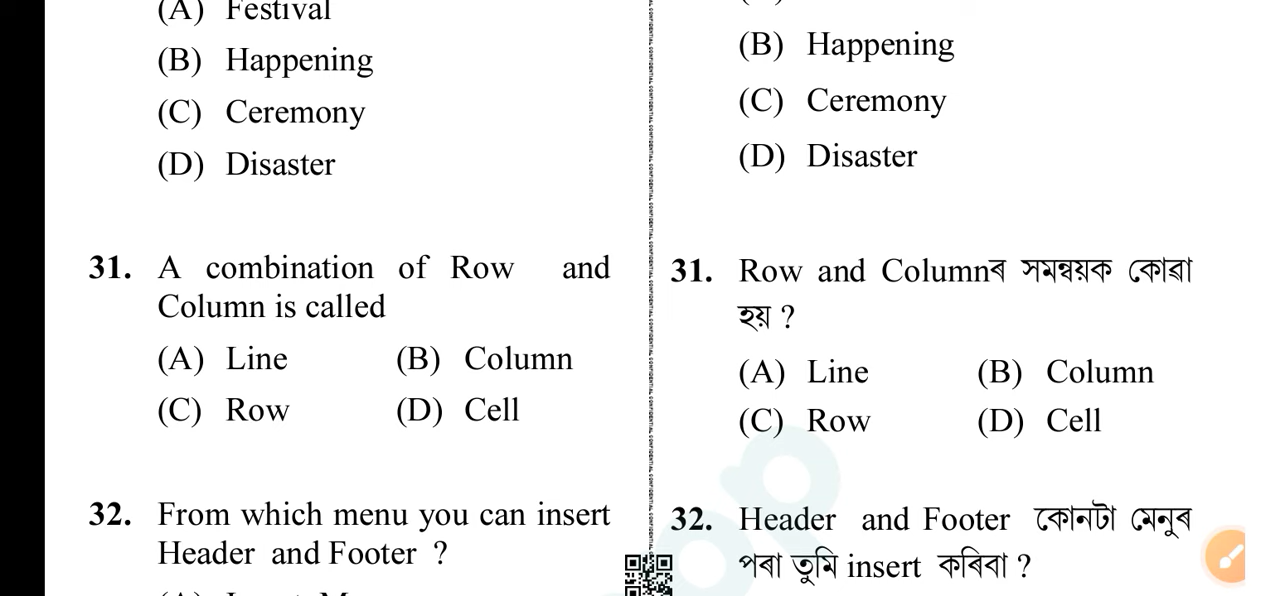 (A) Festival
(B) Happening
(C) Ceremony
(D) Disaster
31. A combination of Row and
Column is called
(A) Line (B) Column
(C) Row (D) Cell
32. From which menu you can insert
Header and Footer ?
(B) Happening
(C) Ceremony
(D) Disaster
31. Row and Columnৰ সমন্বয়ক কোৱা
হয় ?
(A) Line (B) Column
(C) Row (D) Cell
32. Header and Footer কোনটা মেনুৰ
পৰা তুমি insert কৰিবা ?